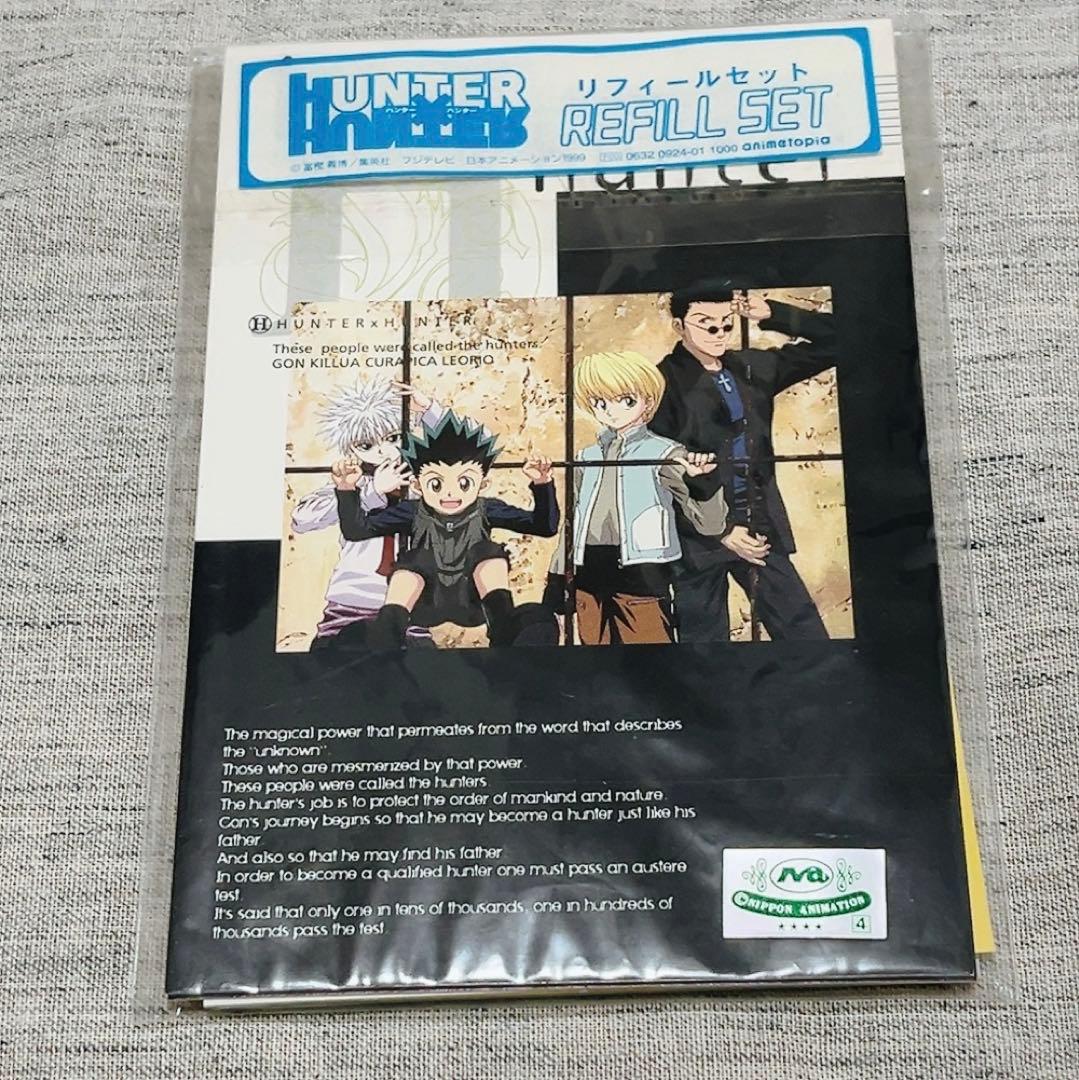 HUNTER
ハンター ハンター
HUNTER
リフィールセット
REFILL SET
© 冨樫義博/集英社 フジテレビ 日本アニメーション1999 0632 0924-01 1000 animetopia
Hunter
H HUNTER x HUNTER
These people were called the hunters.
GON KILLUA CURAPICA LEORIO
The magical power that permeates from the word that describes
the "unknown".
Those who are mesmerized by that power.
These people were called the hunters.
The hunter's job is to protect the order of mankind and nature.
Gon's journey begins so that he may become a hunter just like his
father.
And also so that he may find his father.
In order to become a qualified hunter one must pass an austere
test.
It's said that only one in tens of thousands, one in hundreds of
thousands pass the test.
na
©NIPPON ANIMATION
4